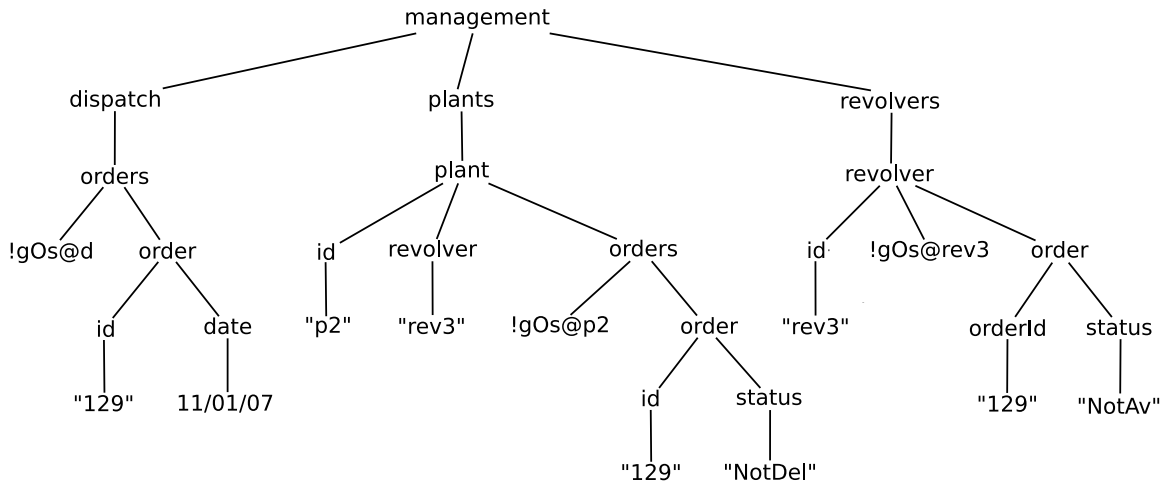 management
dispatch plants revolvers
orders plant revolver
!gOs@d order id revolver orders id !gOs@rev3 order
id date "p2" "rev3" !gOs@p2 order "rev3" orderId status
"129" 11/01/07 id status "129" "NotAv"
"129" "NotDel"